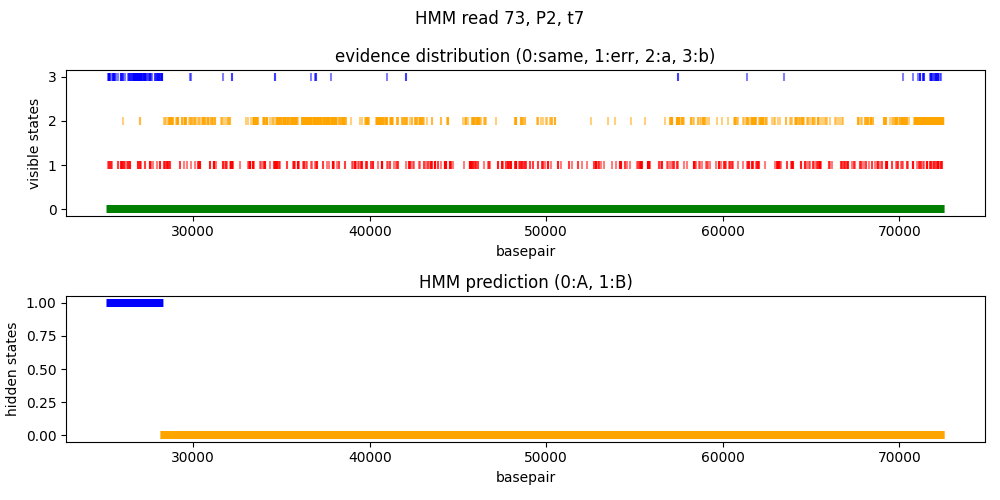 HMM read 73, P2, t7
evidence distribution (0:same, 1:err, 2:a, 3:b)
visible states
3
2
1
0
30000 40000 50000 60000 70000
basepair
HMM prediction (0:A, 1:B)
hidden states
1.00
0.75
0.50
0.25
0.00
30000 40000 50000 60000 70000
basepair